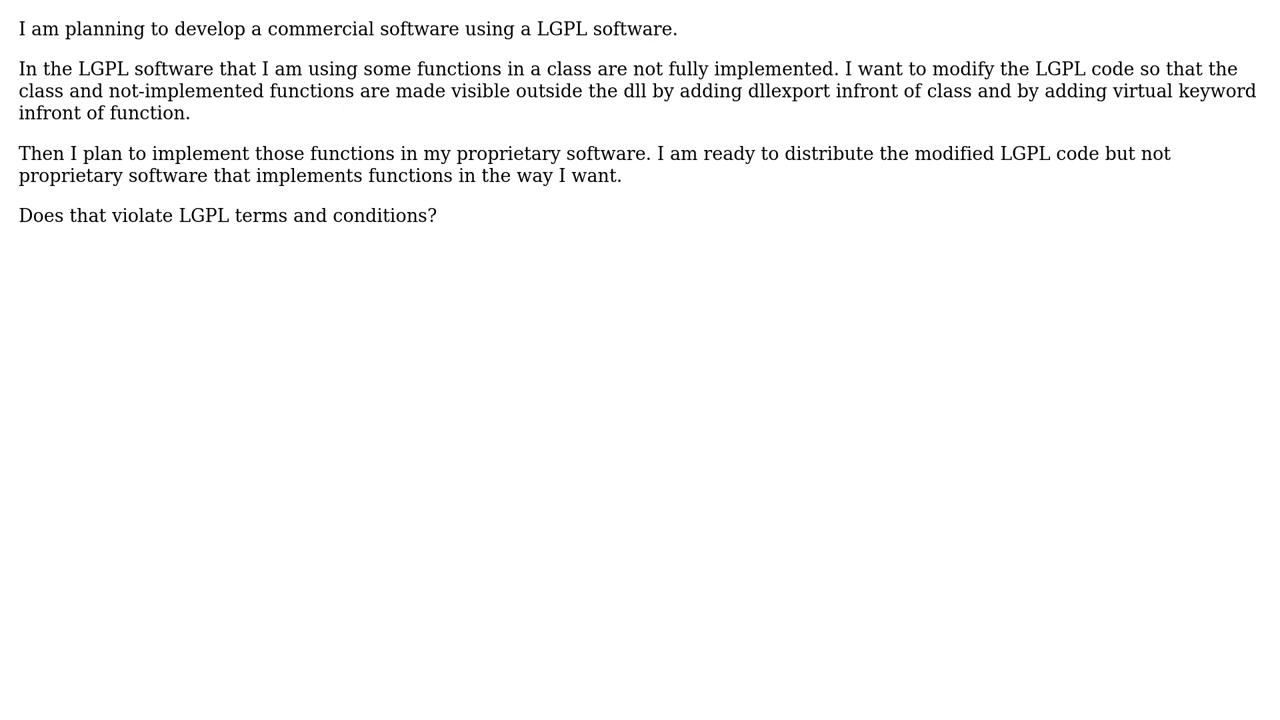 I am planning to develop a commercial software using a LGPL software.
In the LGPL software that I am using some functions in a class are not fully implemented. I want to modify the LGPL code so that the
class and not-implemented functions are made visible outside the dll by adding dllexport infront of class and by adding virtual keyword
infront of function.
Then I plan to implement those functions in my proprietary software. I am ready to distribute the modified LGPL code but not
proprietary software that implements functions in the way I want.
Does that violate LGPL terms and conditions?